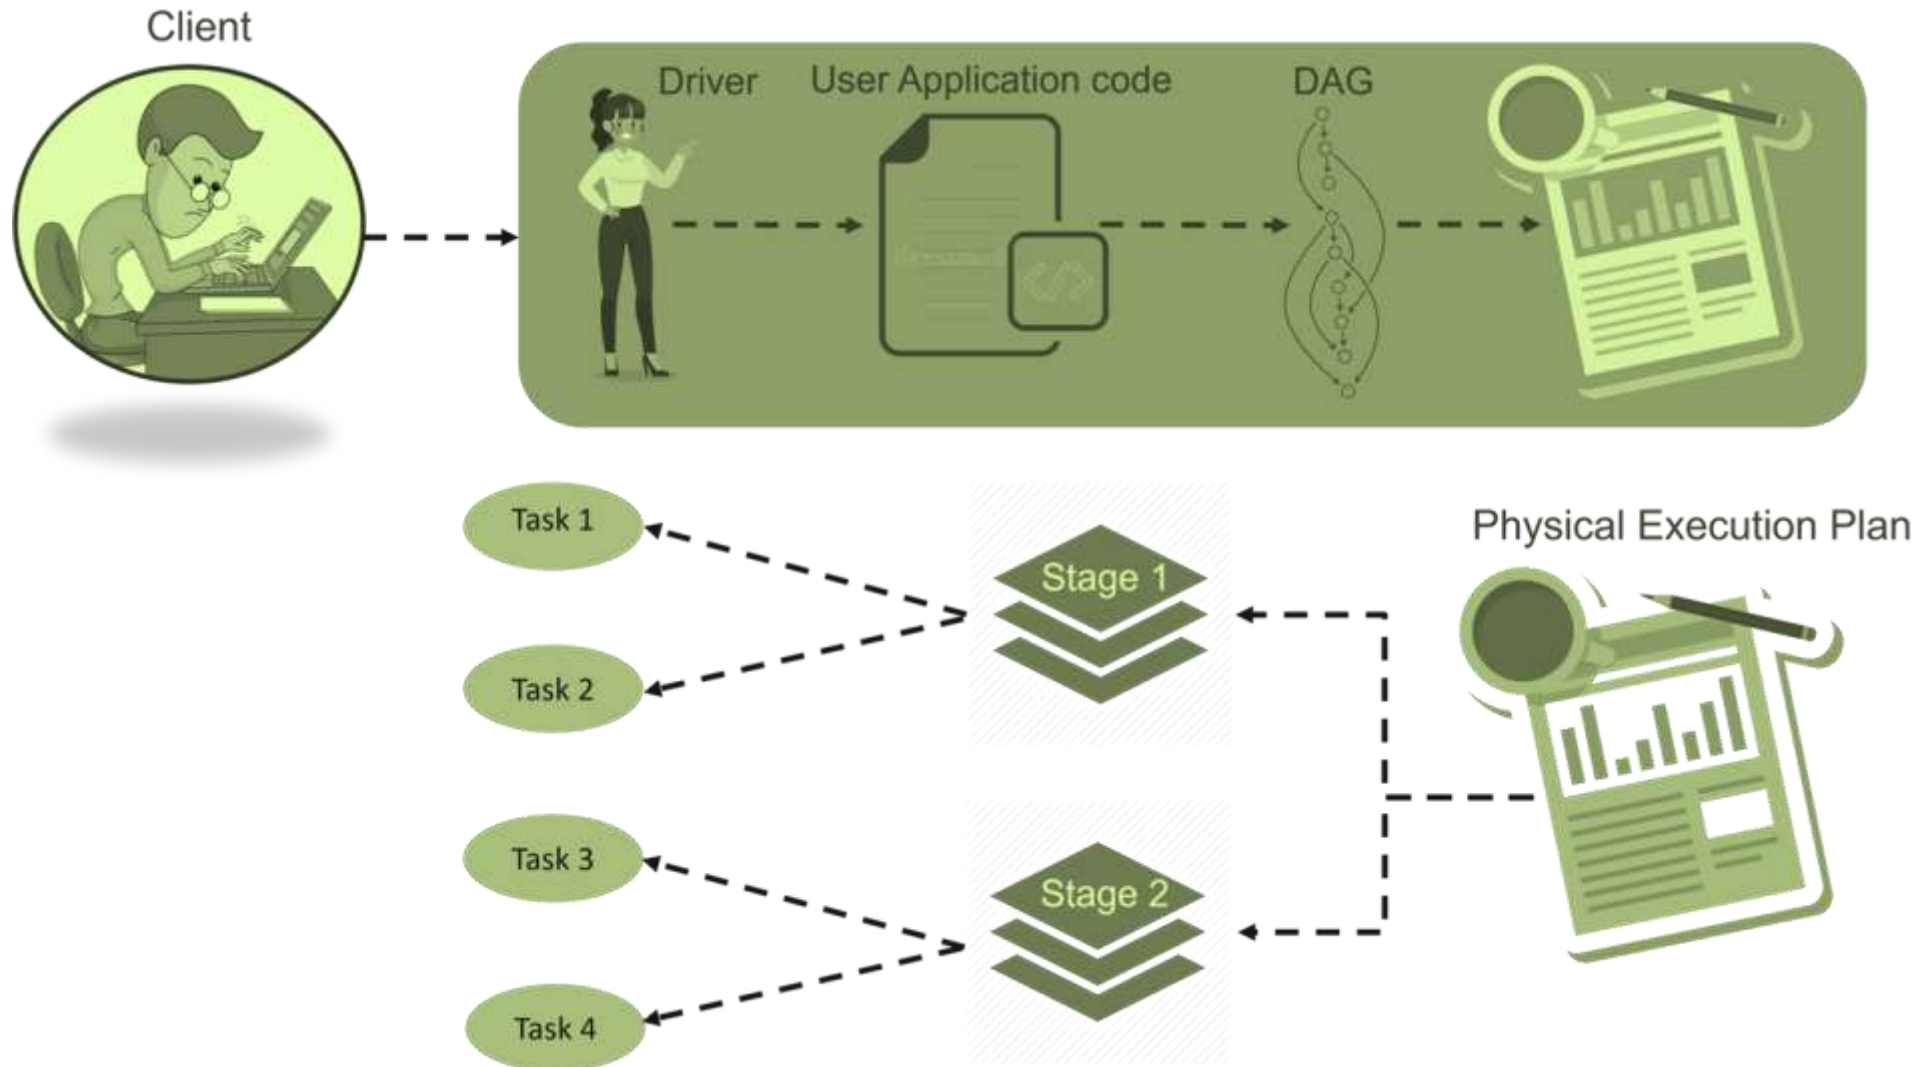 Client
Driver
User Application code
DAG
</>
Physical Execution Plan
Stage 1
Task 1
Task 2
Stage 2
Task 3
Task 4